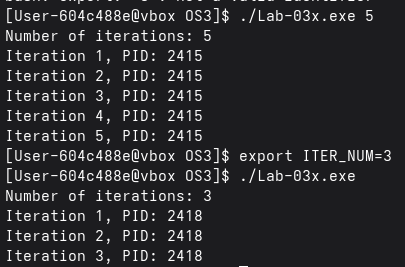 [User-604c488e@vbox OS3]$ ./Lab-03x.exe 5
Number of iterations: 5
Iteration 1, PID: 2415
Iteration 2, PID: 2415
Iteration 3, PID: 2415
Iteration 4, PID: 2415
Iteration 5, PID: 2415
[User-604c488e@vbox OS3]$ export ITER_NUM=3
[User-604c488e@vbox OS3]$ ./Lab-03x.exe
Number of iterations: 3
Iteration 1, PID: 2418
Iteration 2, PID: 2418
Iteration 3, PID: 2418